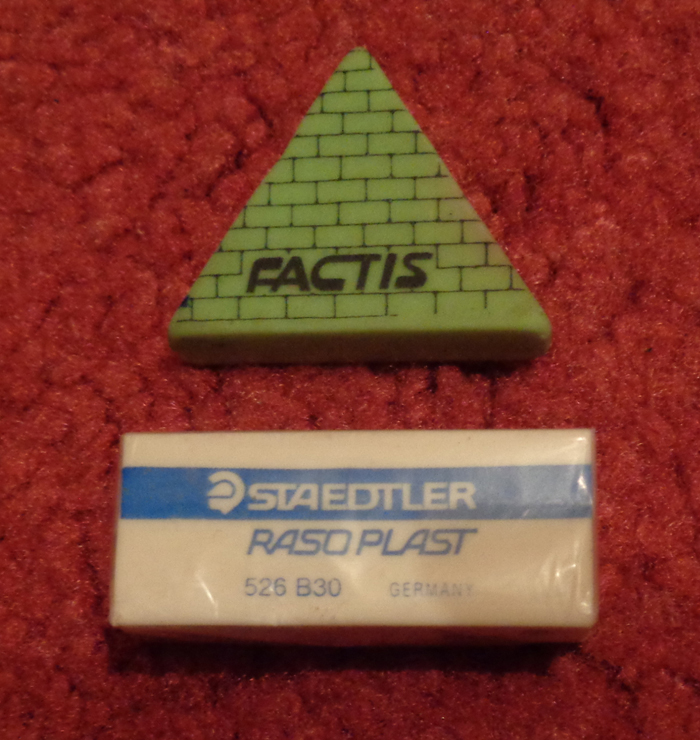 FACTIS
STAEDTLER
RASO PLAST
526 B30 GERMANY